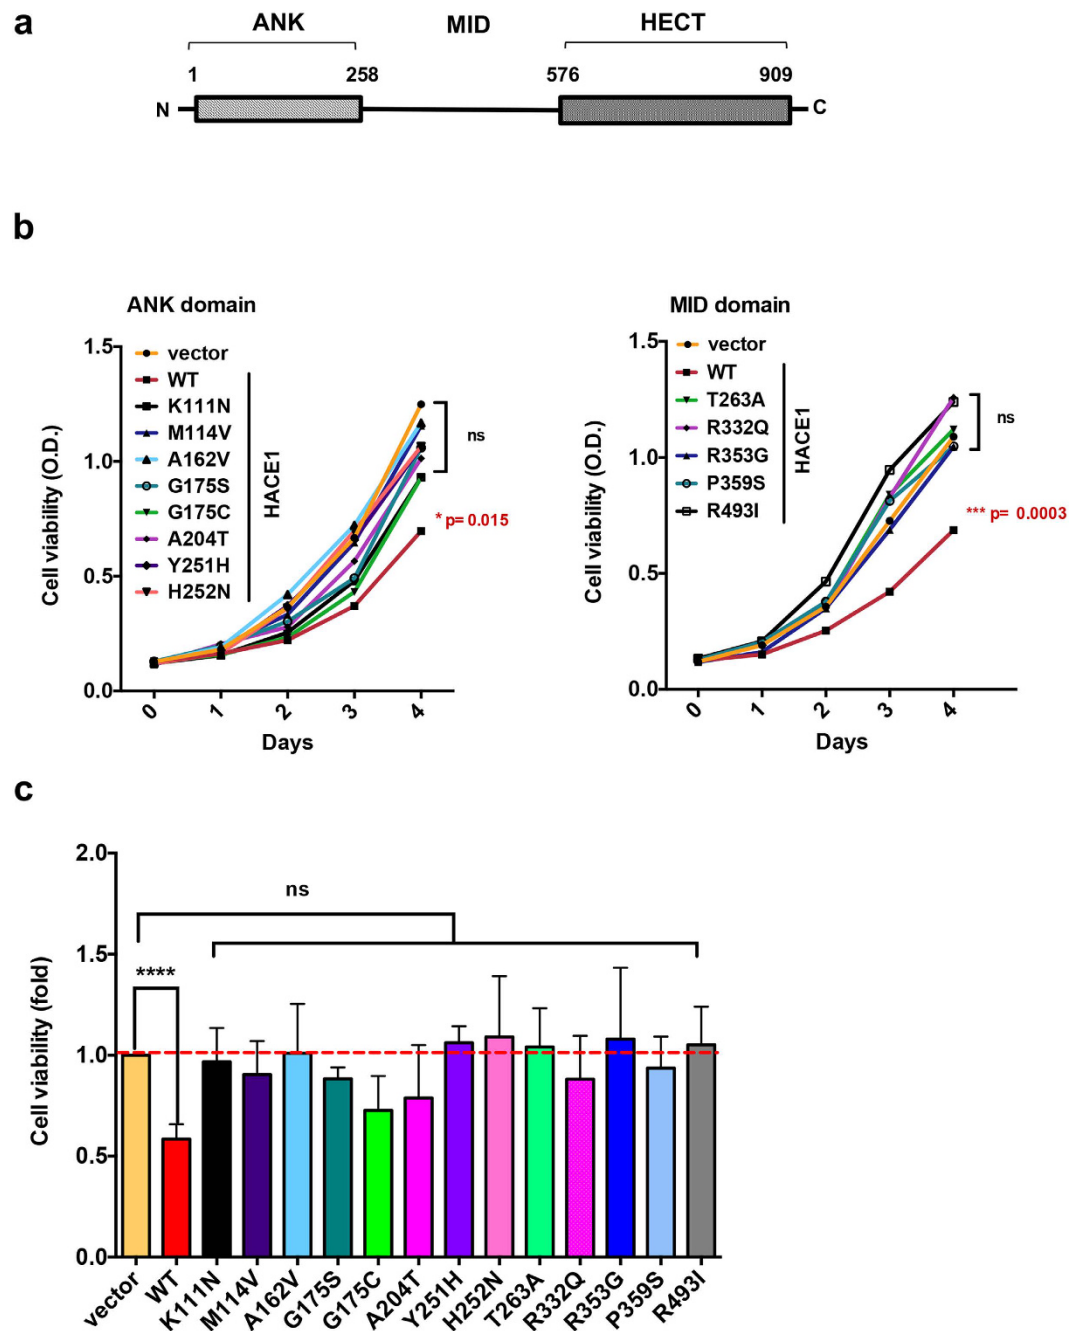 a
ANK MID HECT
1 258 576 909
N C
b
ANK domain
1.5
1.0
0.5
0.0
Cell viability (O.D.)
vector
WT
K111N
M114V
A162V
G175S
G175C
A204T
Y251H
H252N
HACE1
ns
* p= 0.015
0 1 2 3 4
Days
MID domain
1.5
1.0
0.5
0.0
Cell viability (O.D.)
vector
WT
T263A
R332Q
R353G
P359S
R493I
HACE1
ns
*** p= 0.0003
0 1 2 3 4
Days
c
2.0
1.5
1.0
0.5
0.0
Cell viability (fold)
ns
****
vector WT K111N M114V A162V G175S G175C A204T Y251H H252N T263A R332Q R353G P359S R493I